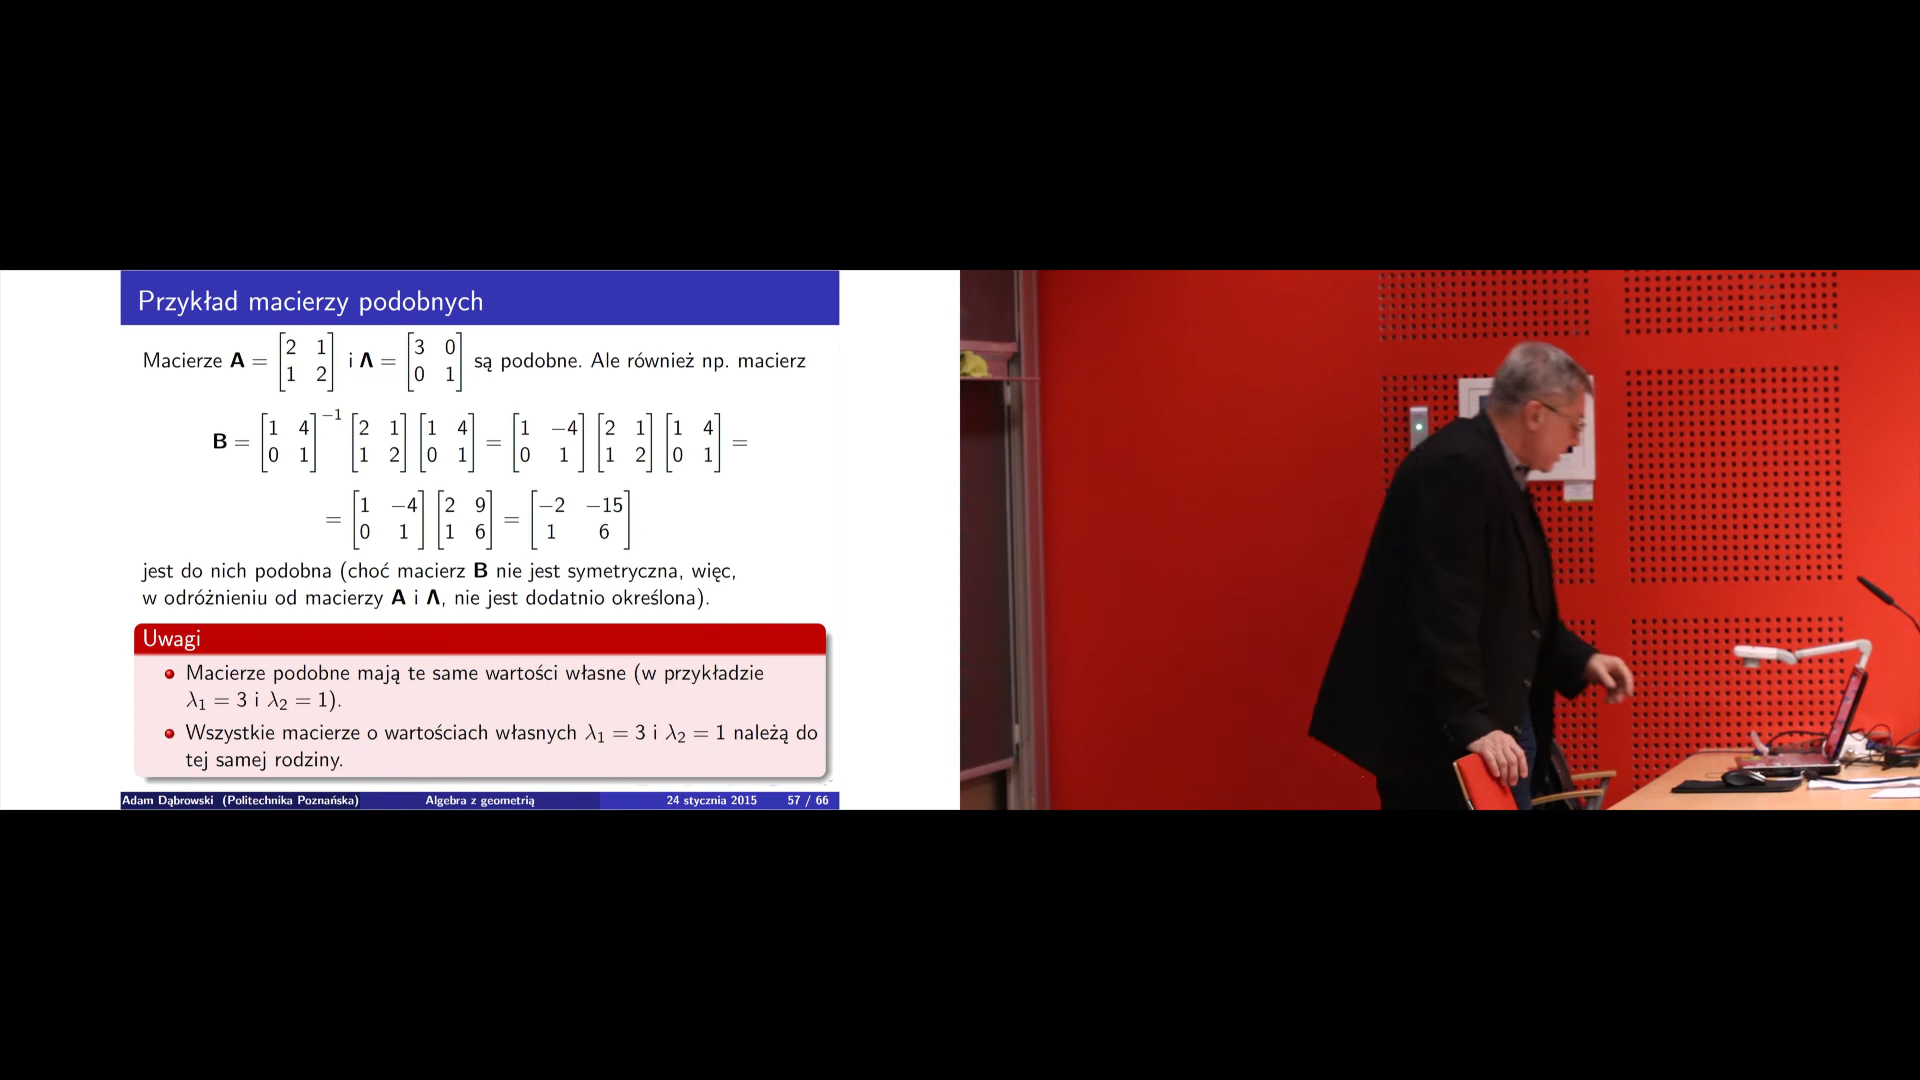 Przykład macierzy podobnych
Macierze A = [2 1; 1 2] i Λ = [3 0; 0 1] są podobne. Ale również np. macierz
B = [1 4; 0 1]⁻¹ [2 1; 1 2] [1 4; 0 1] = [1 −4; 0 1] [2 1; 1 2] [1 4; 0 1] =
= [1 −4; 0 1] [2 9; 1 6] = [−2 −15; 1 6]
jest do nich podobna (choć macierz B nie jest symetryczna, więc,
w odróżnieniu od macierzy A i Λ, nie jest dodatnio określona).
Uwagi
Macierze podobne mają te same wartości własne (w przykładzie
λ₁ = 3 i λ₂ = 1).
Wszystkie macierze o wartościach własnych λ₁ = 3 i λ₂ = 1 należą do
tej samej rodziny.
Adam Dąbrowski (Politechnika Poznańska) Algebra z geometrią 24 stycznia 2015 57 / 66